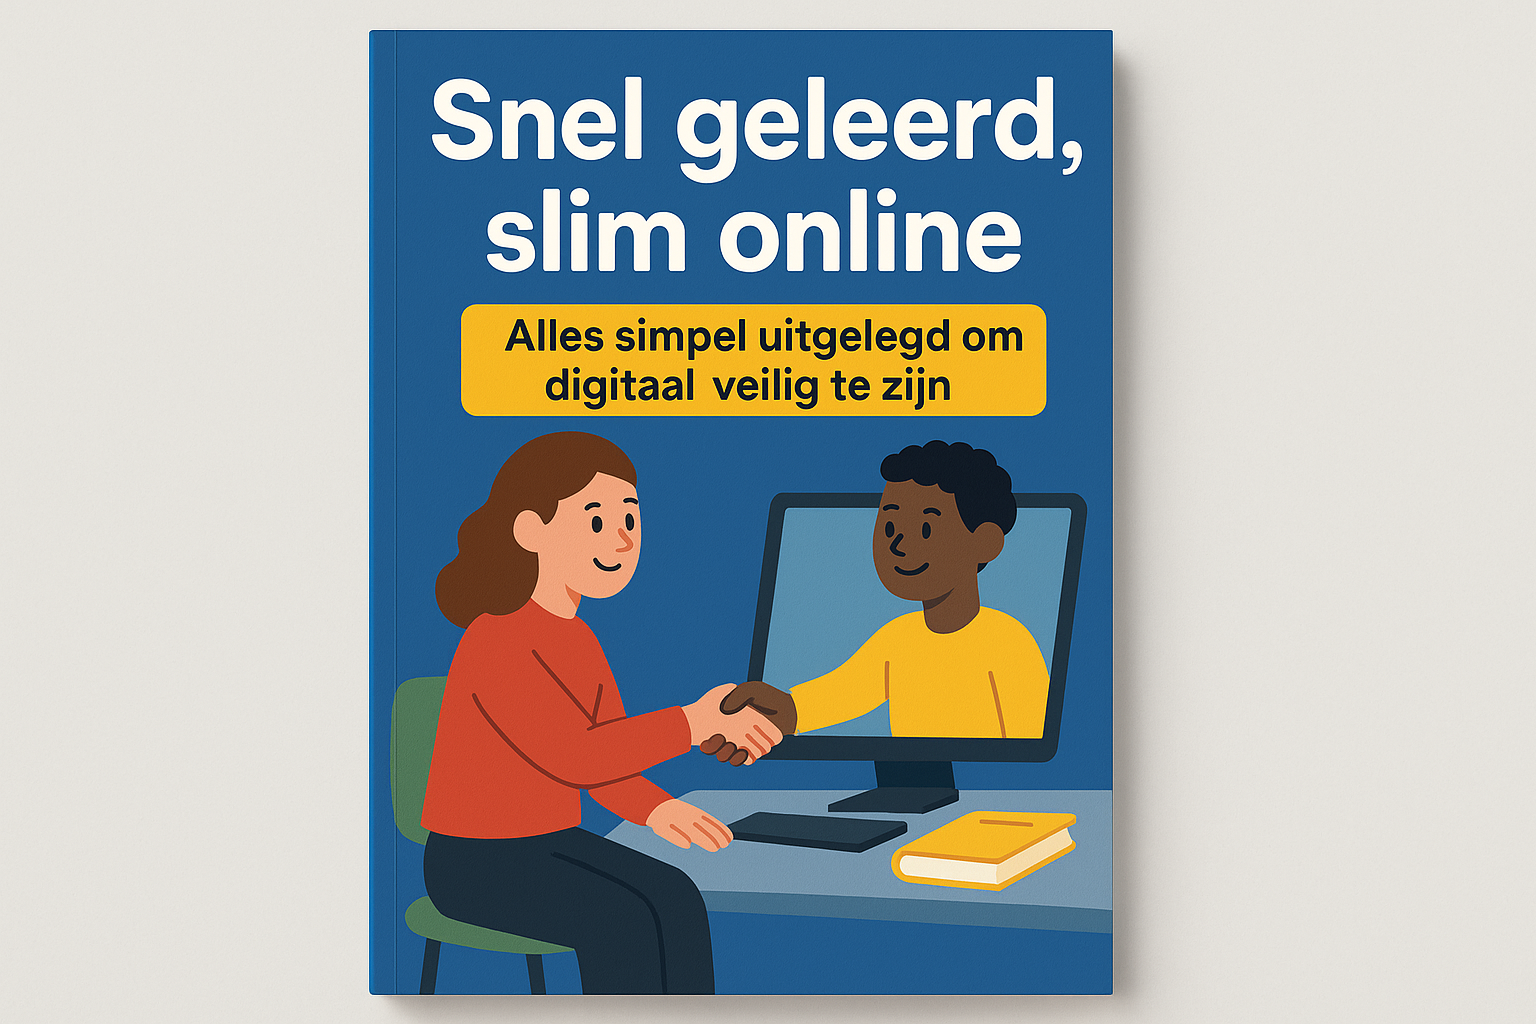 Snel geleerd,
slim online
Alles simpel uitgelegd om
digitaal veilig te zijn